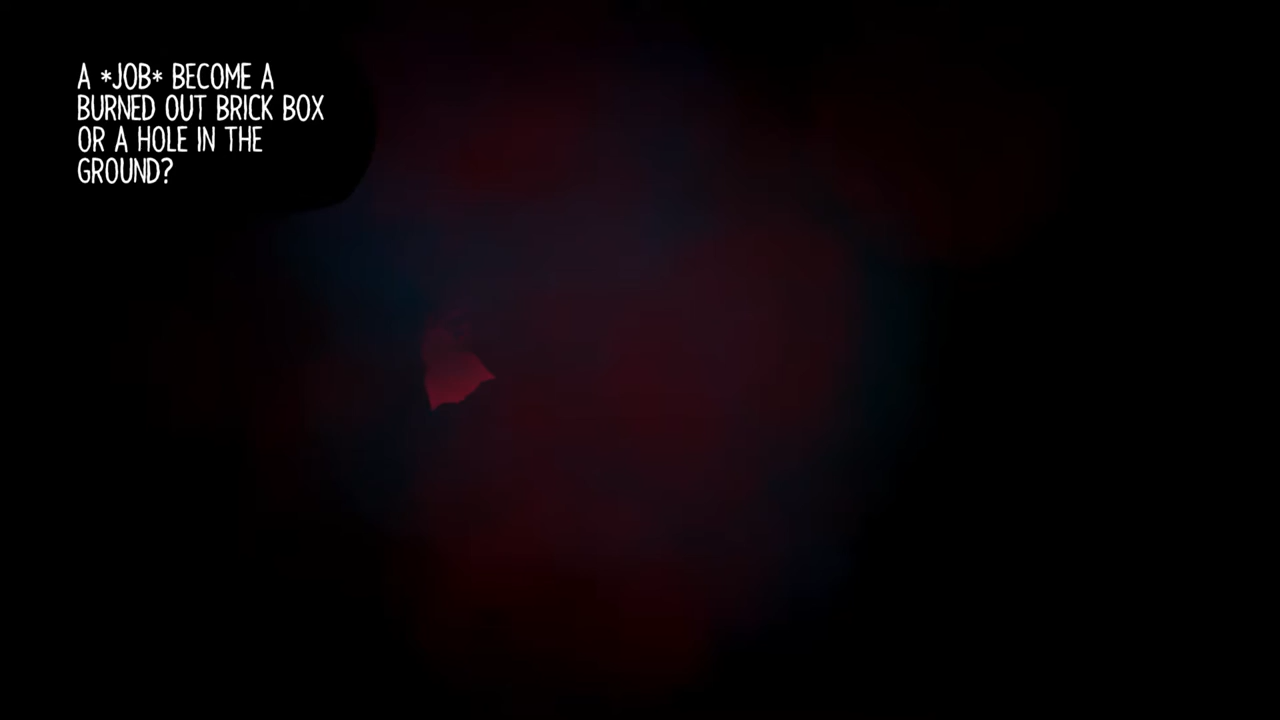 A *JOB* BECOME A
BURNED OUT BRICK BOX
OR A HOLE IN THE
GROUND?